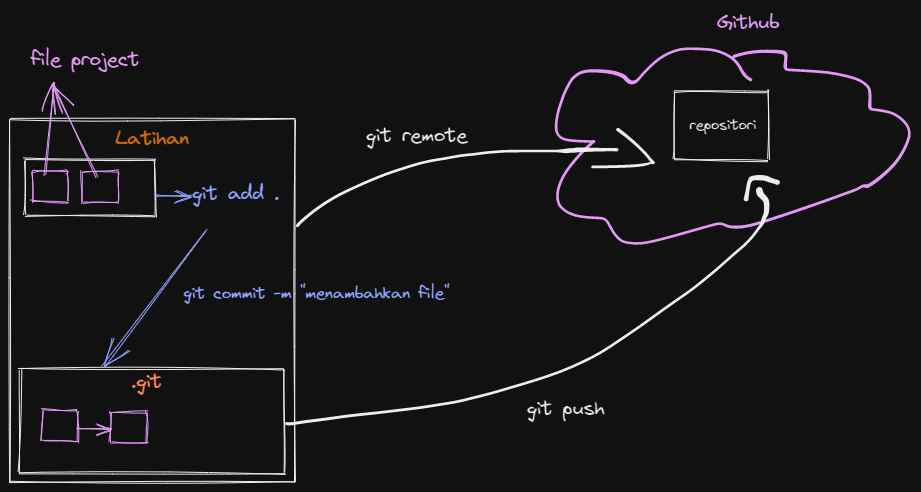 Github
file project
Latihan
git remote
repositori
git add .
git commit -m "menambahkan file"
.git
git push